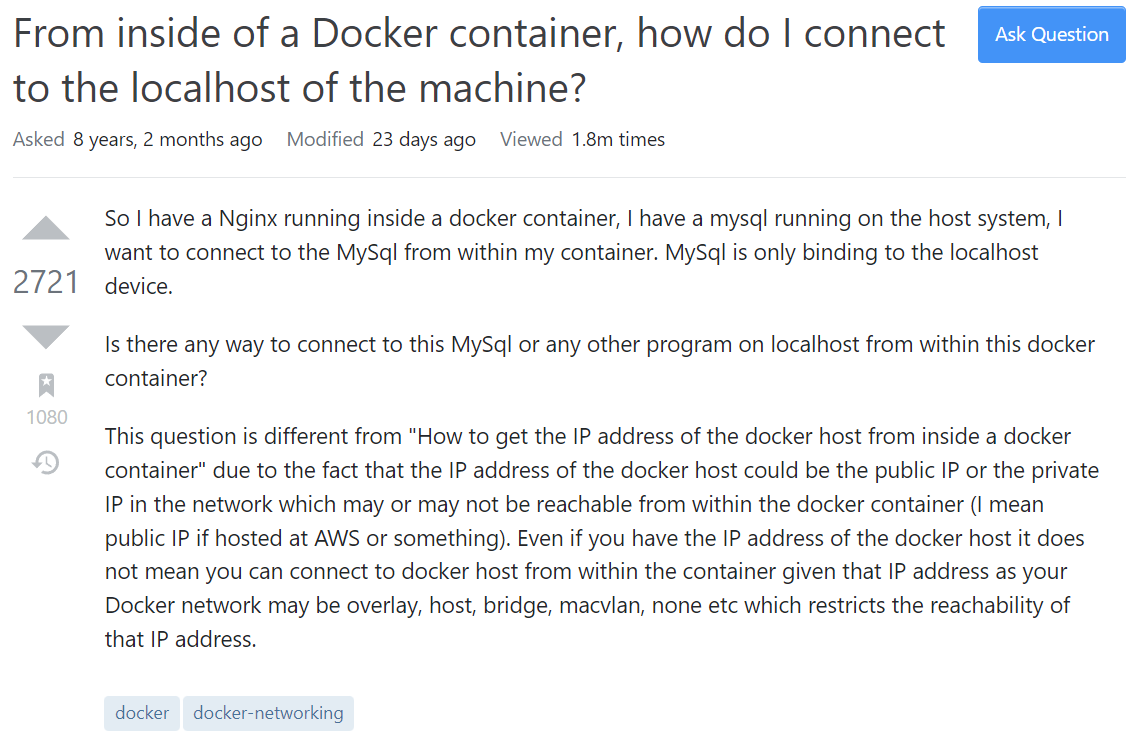 From inside of a Docker container, how do I connect
to the localhost of the machine?
Ask Question
Asked 8 years, 2 months ago Modified 23 days ago Viewed 1.8m times
2721
1080
So I have a Nginx running inside a docker container, I have a mysql running on the host system, I
want to connect to the MySql from within my container. MySql is only binding to the localhost
device.
Is there any way to connect to this MySql or any other program on localhost from within this docker
container?
This question is different from "How to get the IP address of the docker host from inside a docker
container" due to the fact that the IP address of the docker host could be the public IP or the private
IP in the network which may or may not be reachable from within the docker container (I mean
public IP if hosted at AWS or something). Even if you have the IP address of the docker host it does
not mean you can connect to docker host from within the container given that IP address as your
Docker network may be overlay, host, bridge, macvlan, none etc which restricts the reachability of
that IP address.
docker docker-networking